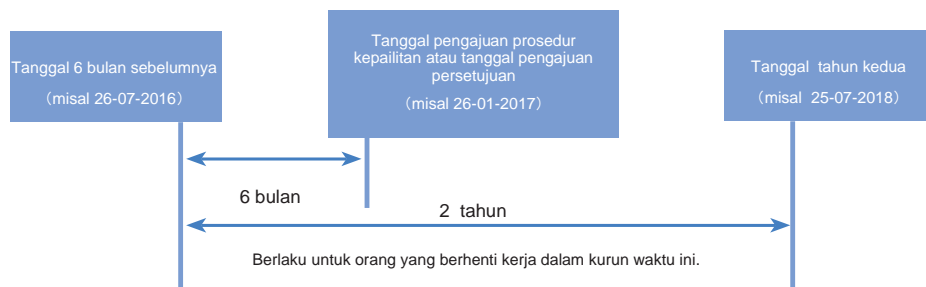 Tanggal 6 bulan sebelumnya
（misal 26-07-2016）
Tanggal pengajuan prosedur
kepailitan atau tanggal pengajuan
persetujuan
（misal 26-01-2017）
Tanggal tahun kedua
（misal 25-07-2018）
6 bulan
2 tahun
Berlaku untuk orang yang berhenti kerja dalam kurun waktu ini.